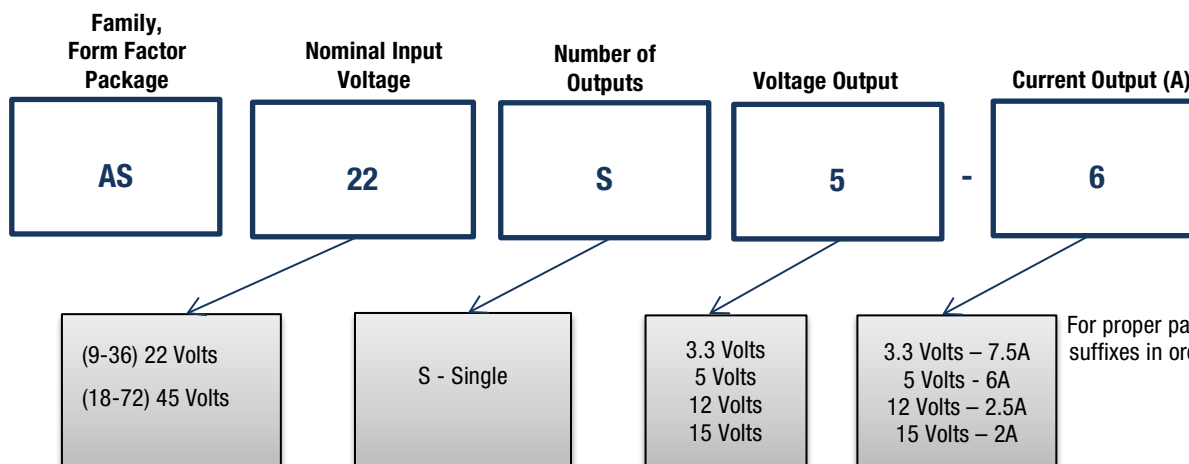 Family,
Form Factor
Package
Nominal Input
Voltage
Number of
Outputs
Voltage Output
Current Output (A)
AS
22
S
5
-
6
(9-36) 22 Volts
(18-72) 45 Volts
S - Single
3.3 Volts
5 Volts
12 Volts
15 Volts
3.3 Volts – 7.5A
5 Volts - 6A
12 Volts – 2.5A
15 Volts – 2A
For proper pa
suffixes in or